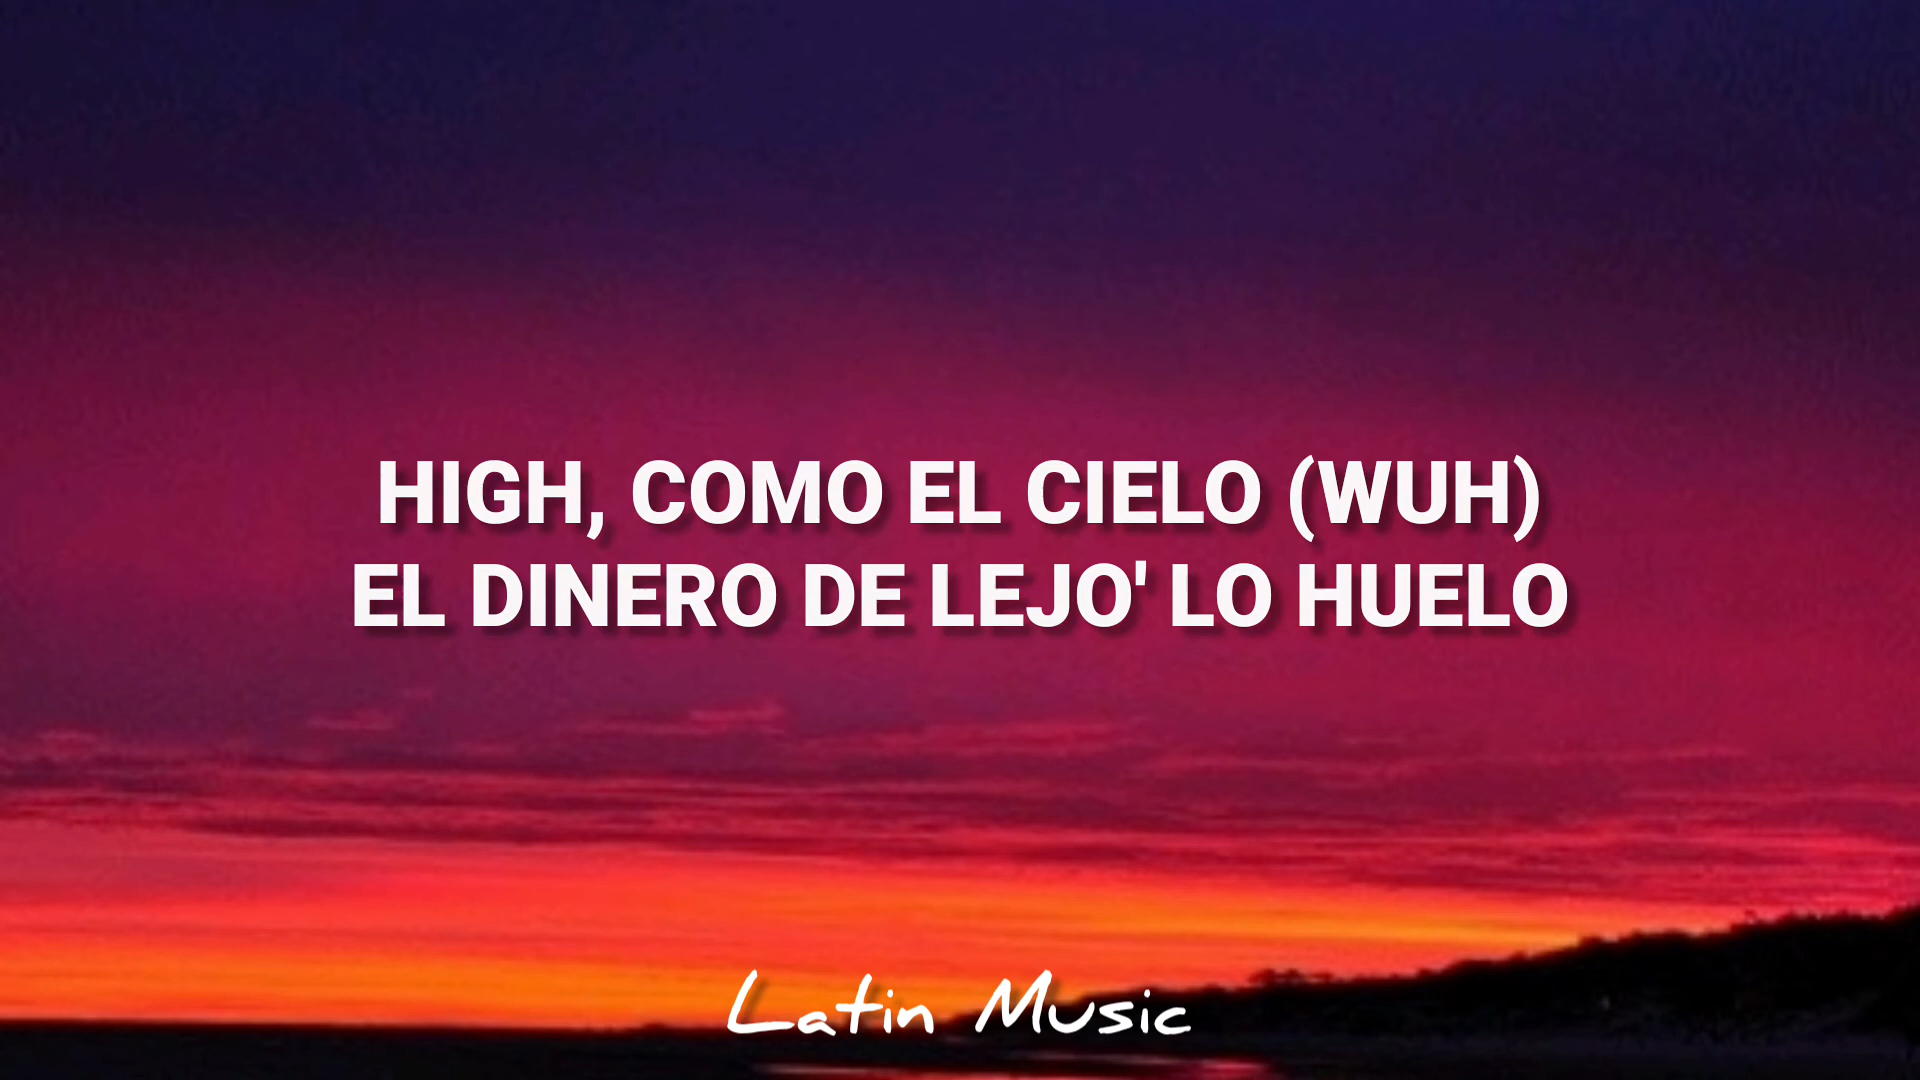 HIGH, COMO EL CIELO (WUH)
EL DINERO DE LEJO' LO HUELO
Latin Music